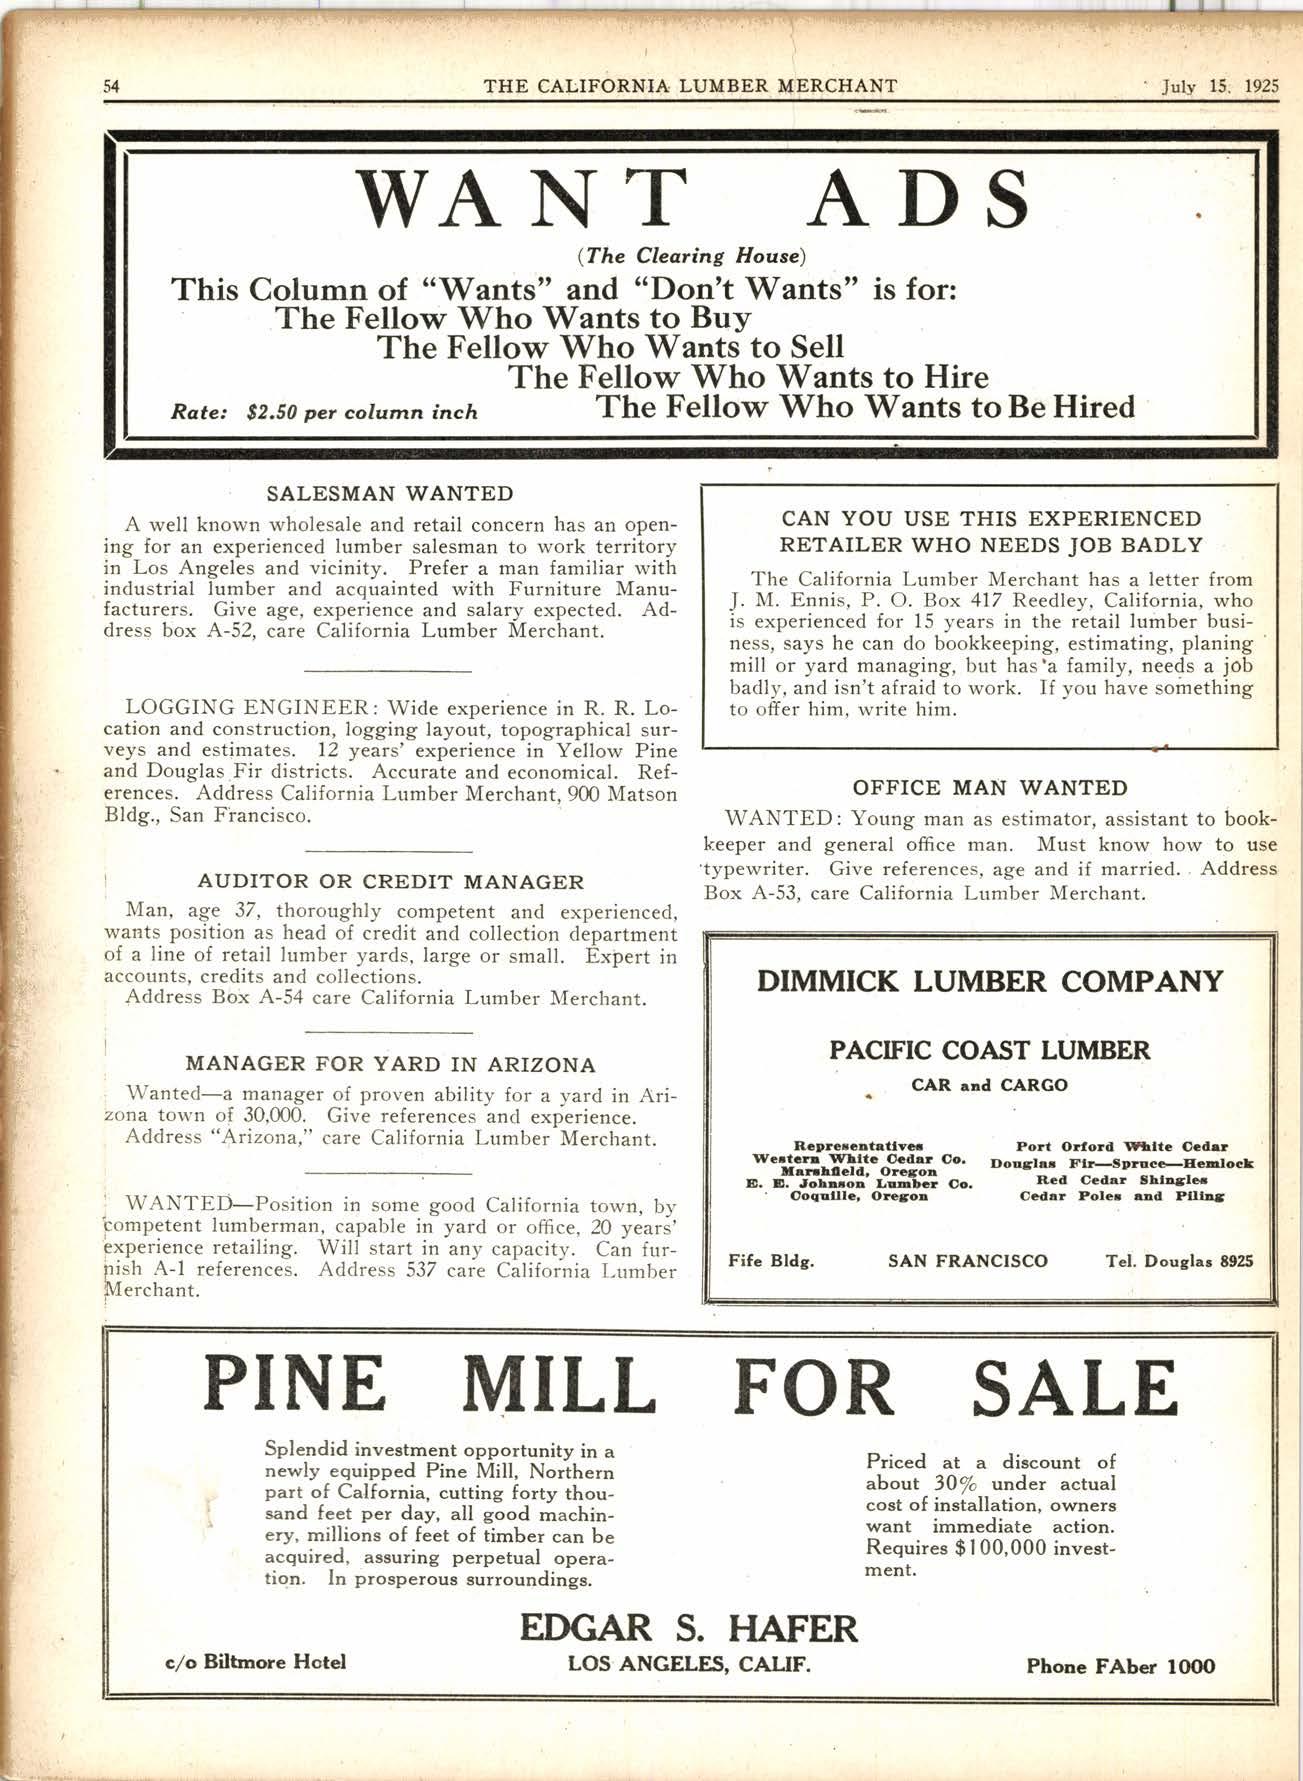 54
THE CALIFORNIA LUMBER MERCHANT
July 15, 1925
WANT ADS
(The Clearing House)
This Column of “Wants” and “Don't Wants” is for:
The Fellow Who Wants to Buy
The Fellow Who Wants to Sell
The Fellow Who Wants to Hire
Rate: $2.50 per column inch
The Fellow Who Wants to Be Hired
SALESMAN WANTED
A well known wholesale and retail concern has an open-
ing for an experienced lumber salesman to work territory
in Los Angeles and vicinity. Prefer a man familiar with
industrial lumber and acquainted with Furniture Manu-
facturers. Give age, experience and salary expected. Ad-
dress box A-52, care California Lumber Merchant.
LOGGING ENGINEER: Wide experience in R. R. Lo-
cation and construction, logging layout, topographical sur-
veys and estimates. 12 years' experience in Yellow Pine
and Douglas Fir districts. Accurate and economical. Ref-
erences. Address California Lumber Merchant, 900 Matson
Bldg., San Francisco.
AUDITOR OR CREDIT MANAGER
Man, age 37, thoroughly competent and experienced,
wants position as head of credit and collection department
of a line of retail lumber yards, large or small. Expert in
accounts, credits and collections.
Address Box A-54 care California Lumber Merchant.
MANAGER FOR YARD IN ARIZONA
Wanted—a manager of proven ability for a yard in Ari-
zona town of 30,000. Give references and experience.
Address “Arizona,” care California Lumber Merchant.
WANTED—Position in some good California town, by
competent lumberman, capable in yard or office, 20 years'
experience retailing. Will start in any capacity. Can fur-
nish A-1 references. Address 537 care California Lumber
Merchant.
CAN YOU USE THIS EXPERIENCED
RETAILER WHO NEEDS JOB BADLY
The California Lumber Merchant has a letter from
J. M. Ennis, P. O. Box 417 Reedley, California, who
is experienced for 15 years in the retail lumber busi-
ness, says he can do bookkeeping, estimating, planing
mill or yard managing, but has a family, needs a job
badly, and isn't afraid to work. If you have something
to offer him, write him.
OFFICE MAN WANTED
WANTED: Young man as estimator, assistant to book-
keeper and general office man. Must know how to use
typewriter. Give references, age and if married. Address
Box A-53, care California Lumber Merchant.
DIMMICK LUMBER COMPANY
PACIFIC COAST LUMBER
CAR and CARGO
Representatives
Western White Cedar Co.
Marshfield, Oregon
E. E. Johnson Lumber Co.
Coquille, Oregon
Port Orford White Cedar
Douglas Fir—Spruce—Hemlock
Red Cedar Shingles
Cedar Poles and Piling
Fife Bldg.
SAN FRANCISCO
Tel. Douglas 8925
PINE MILL FOR SALE
Splendid investment opportunity in a
newly equipped Pine Mill, Northern
part of Calfornia, cutting forty thou-
sand feet per day, all good machin-
ery, millions of feet of timber can be
acquired, assuring perpetual opera-
tion. In prosperous surroundings.
Priced at a discount of
about 30% under actual
cost of installation, owners
want immediate action.
Requires $100,000 invest-
ment.
EDGAR S. HAFER
c/o Biltmore Hotel
LOS ANGELES, CALIF.
Phone FAber 1000